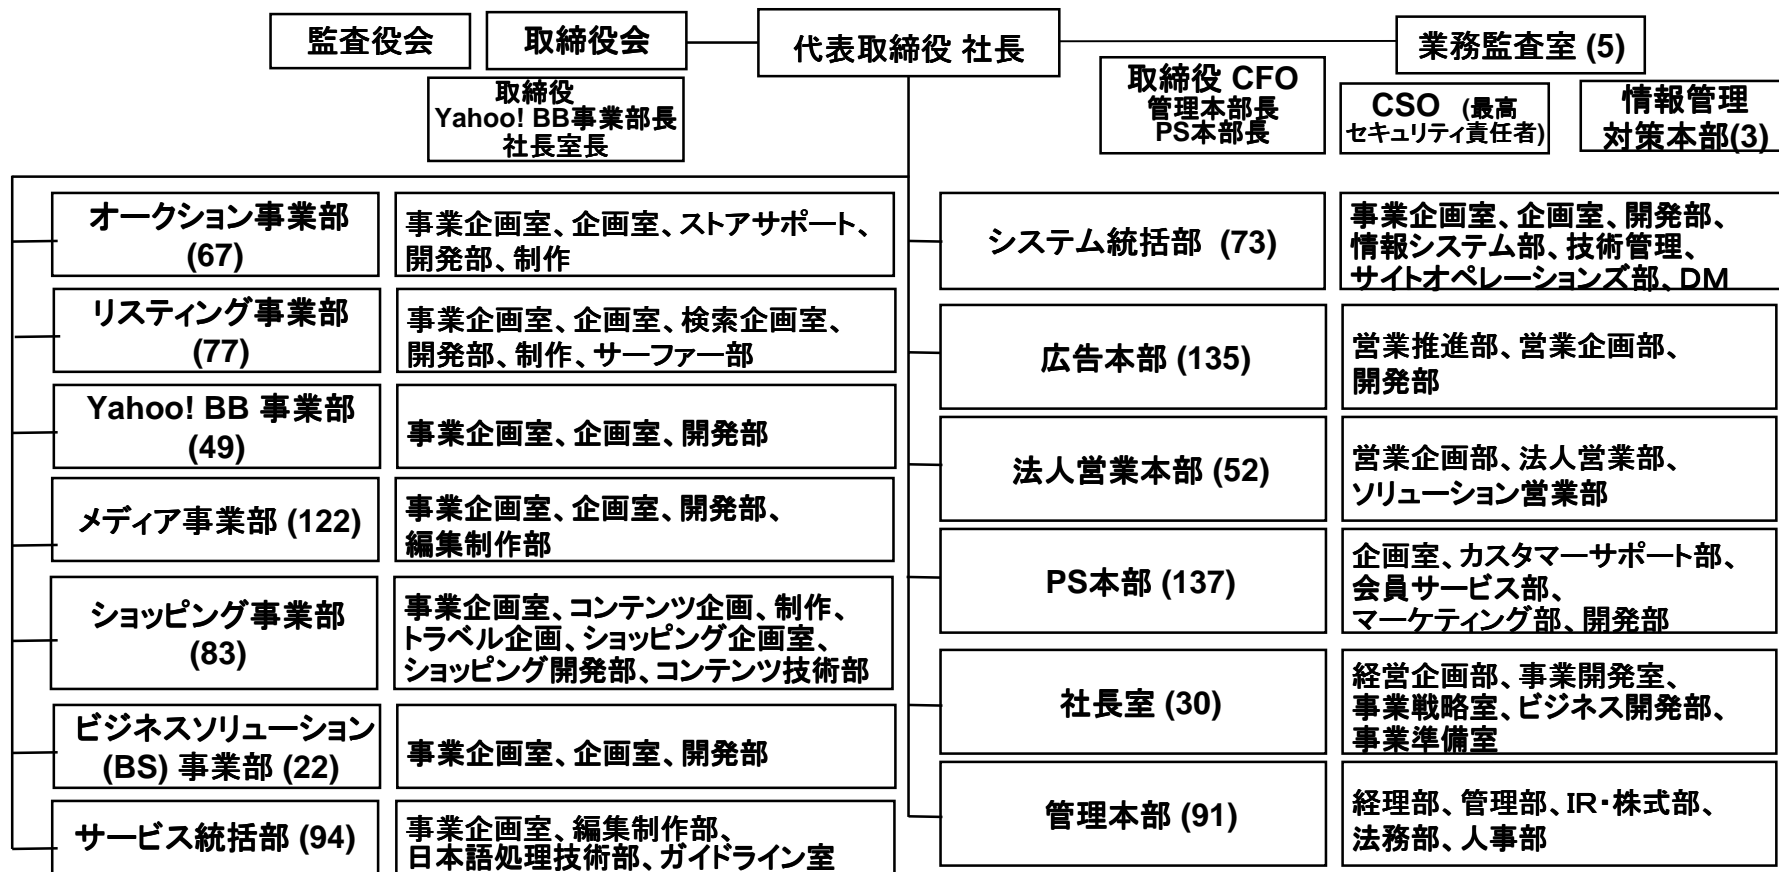 監査役会
取締役会
代表取締役 社長
業務監査室 (5)
取締役
Yahoo! BB事業部長
社長室長
取締役 CFO
管理本部長
PS本部長
CSO (最高
セキュリティ責任者)
情報管理
対策本部(3)
オークション事業部
(67)
事業企画室、企画室、ストアサポート、
開発部、制作
リスティング事業部
(77)
事業企画室、企画室、検索企画室、
開発部、制作、サーファー部
Yahoo! BB 事業部
(49)
事業企画室、企画室、開発部
メディア事業部 (122)
事業企画室、企画室、開発部、
編集制作部
ショッピング事業部
(83)
事業企画室、コンテンツ企画、制作、
トラベル企画、ショッピング企画室、
ショッピング開発部、コンテンツ技術部
ビジネスソリューション
(BS) 事業部 (22)
事業企画室、企画室、開発部
サービス統括部 (94)
事業企画室、編集制作部、
日本語処理技術部、ガイドライン室
システム統括部 (73)
事業企画室、企画室、開発部、
情報システム部、技術管理、
サイトオペレーションズ部、DM
広告本部 (135)
営業推進部、営業企画部、
開発部
法人営業本部 (52)
営業企画部、法人営業部、
ソリューション営業部
PS本部 (137)
企画室、カスタマーサポート部、
会員サービス部、
マーケティング部、開発部
社長室 (30)
経営企画部、事業開発室、
事業戦略室、ビジネス開発部、
事業準備室
管理本部 (91)
経理部、管理部、IR・株式部、
法務部、人事部